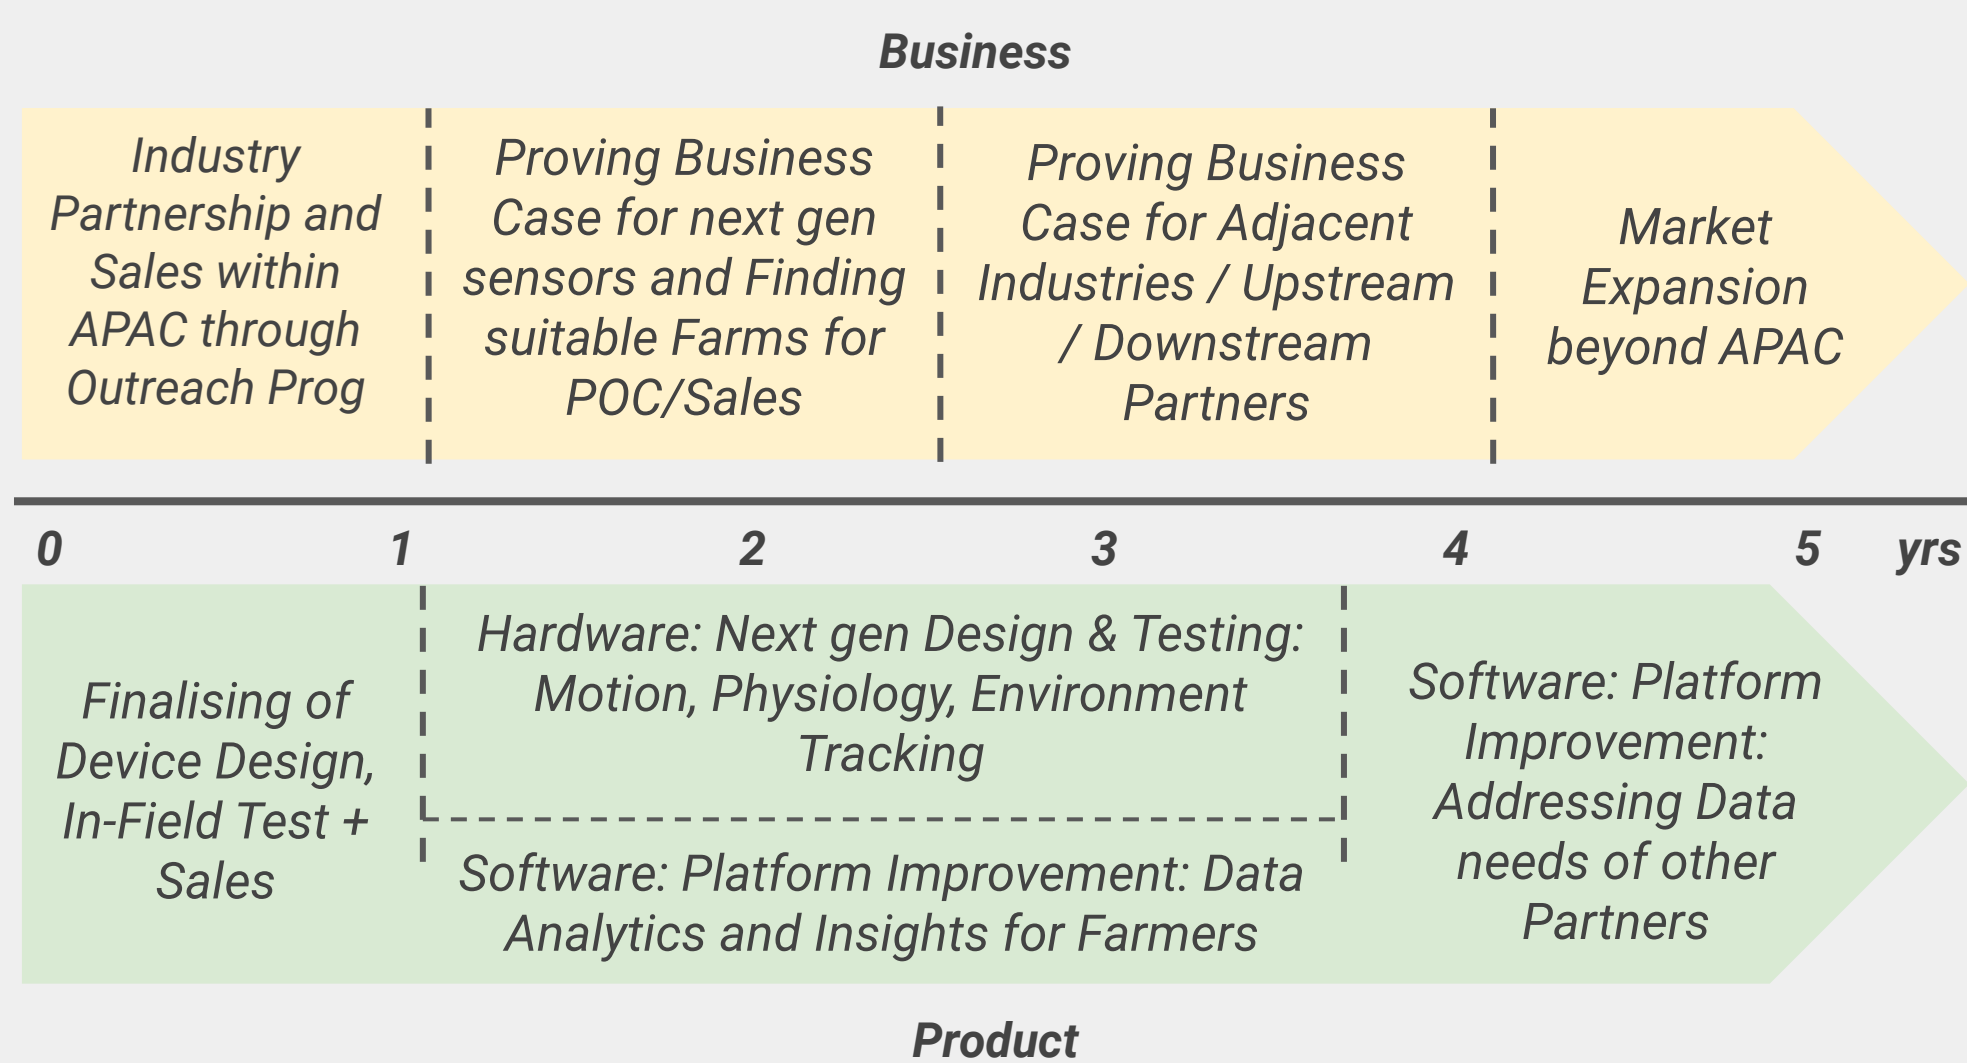 Business
Industry
Partnership and
Sales within
APAC through
Outreach Prog
Proving Business
Case for next gen
sensors and Finding
suitable Farms for
POC/Sales
Proving Business
Case for Adjacent
Industries / Upstream
/ Downstream
Partners
Market
Expansion
beyond APAC
0 1 2 3 4 5 yrs
Finalising of
Device Design,
In-Field Test +
Sales
Hardware: Next gen Design & Testing:
Motion, Physiology, Environment
Tracking
Software: Platform Improvement: Data
Analytics and Insights for Farmers
Software: Platform
Improvement:
Addressing Data
needs of other
Partners
Product